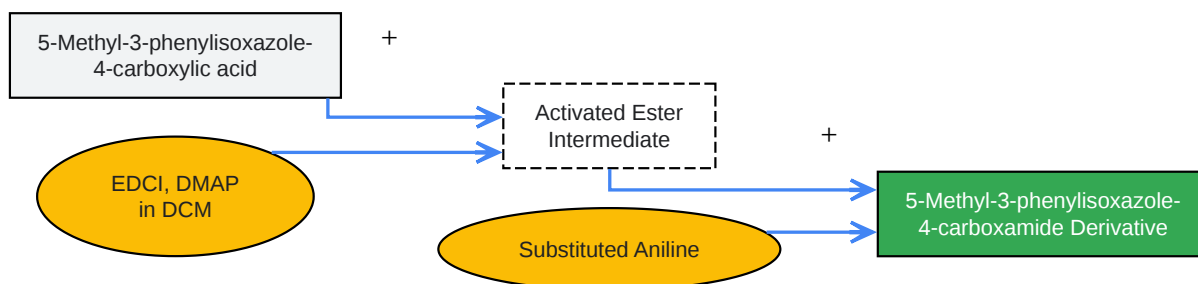 5-Methyl-3-phenylisoxazole-
4-carboxylic acid
+
EDCI, DMAP
in DCM
Activated Ester
Intermediate
+
Substituted Aniline
5-Methyl-3-phenylisoxazole-
4-carboxamide Derivative